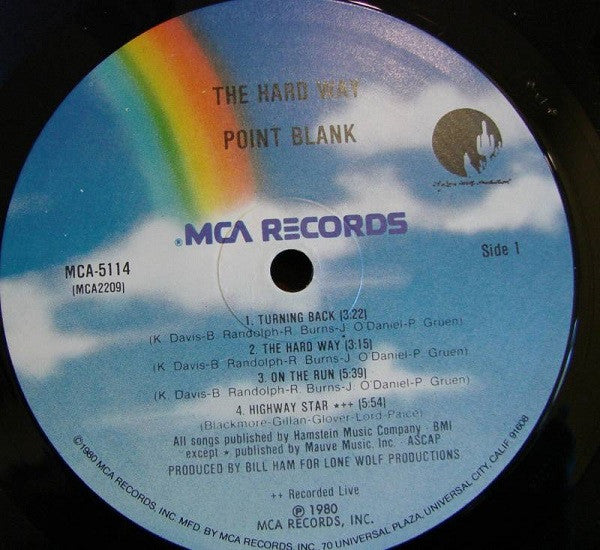 THE HARD WAY
POINT BLANK
®MCA RECORDS
MCA-5114
(MCA2209)
Side 1
1. TURNING BACK (3:22)
(K. Davis-B. Randolph-R. Burns-J. O'Daniel-P. Gruen)
2. THE HARD WAY (3:15)
(K. Davis-B. Randolph-R. Burns-J. O'Daniel-P. Gruen)
3. ON THE RUN (5:39)
(K. Davis-B. Randolph-R. Burns-J. O'Daniel-P. Gruen)
4. HIGHWAY STAR *++ (5:54)
(Blackmore-Gillan-Glover-Lord-Paice)
All songs published by Hamstein Music Company - BMI
except * published by Mauve Music. Inc. - ASCAP
PRODUCED BY BILL HAM FOR LONE WOLF PRODUCTIONS
++ Recorded Live
℗ 1980
MCA RECORDS, INC.
©1980 MCA RECORDS, INC. MFD. BY MCA RECORDS, INC. 70 UNIVERSAL PLAZA, UNIVERSAL CITY, CALIF. 91608